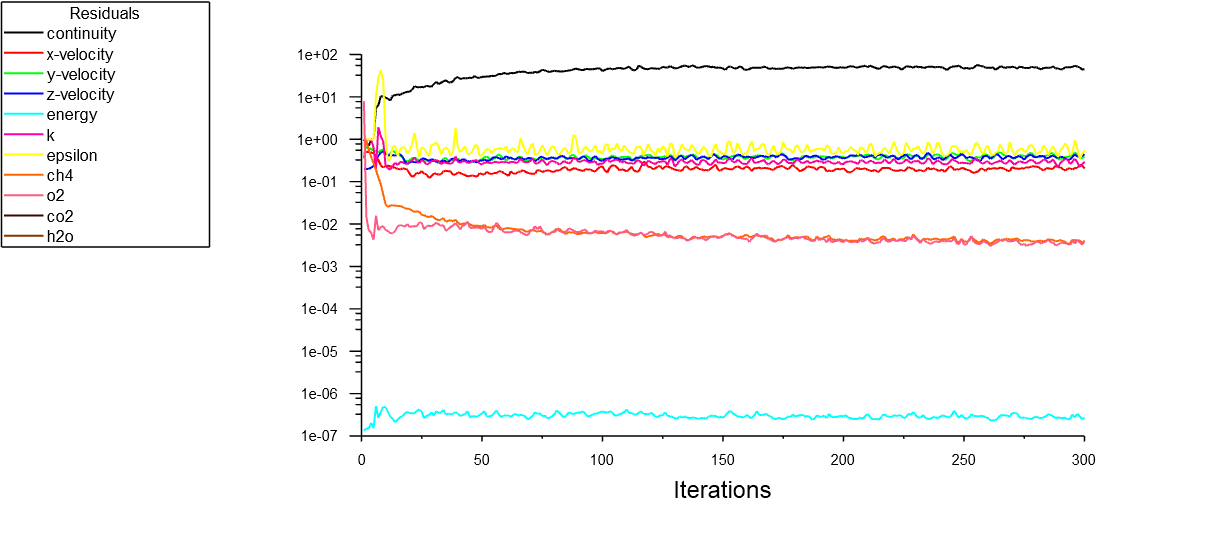 Residuals
continuity
x-velocity
y-velocity
z-velocity
energy
k
epsilon
ch4
o2
co2
h2o
1e+02
1e+01
1e+00
1e-01
1e-02
1e-03
1e-04
1e-05
1e-06
1e-07
0 50 100 150 200 250 300
Iterations